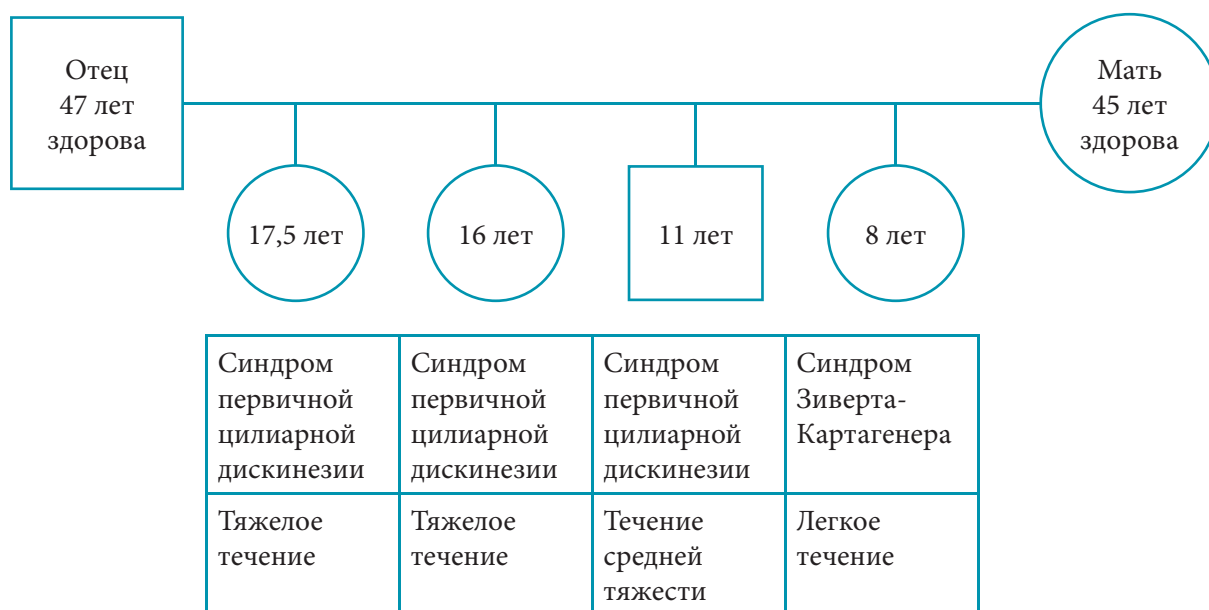 Отец
47 лет
здорова
Мать
45 лет
здорова
17,5 лет
16 лет
11 лет
8 лет
Синдром
первичной
цилиарной
дискинезии
Синдром
первичной
цилиарной
дискинезии
Синдром
первичной
цилиарной
дискинезии
Синдром
Зиверта-
Картагенера
Тяжелое
течение
Тяжелое
течение
Течение
средней
тяжести
Легкое
течение